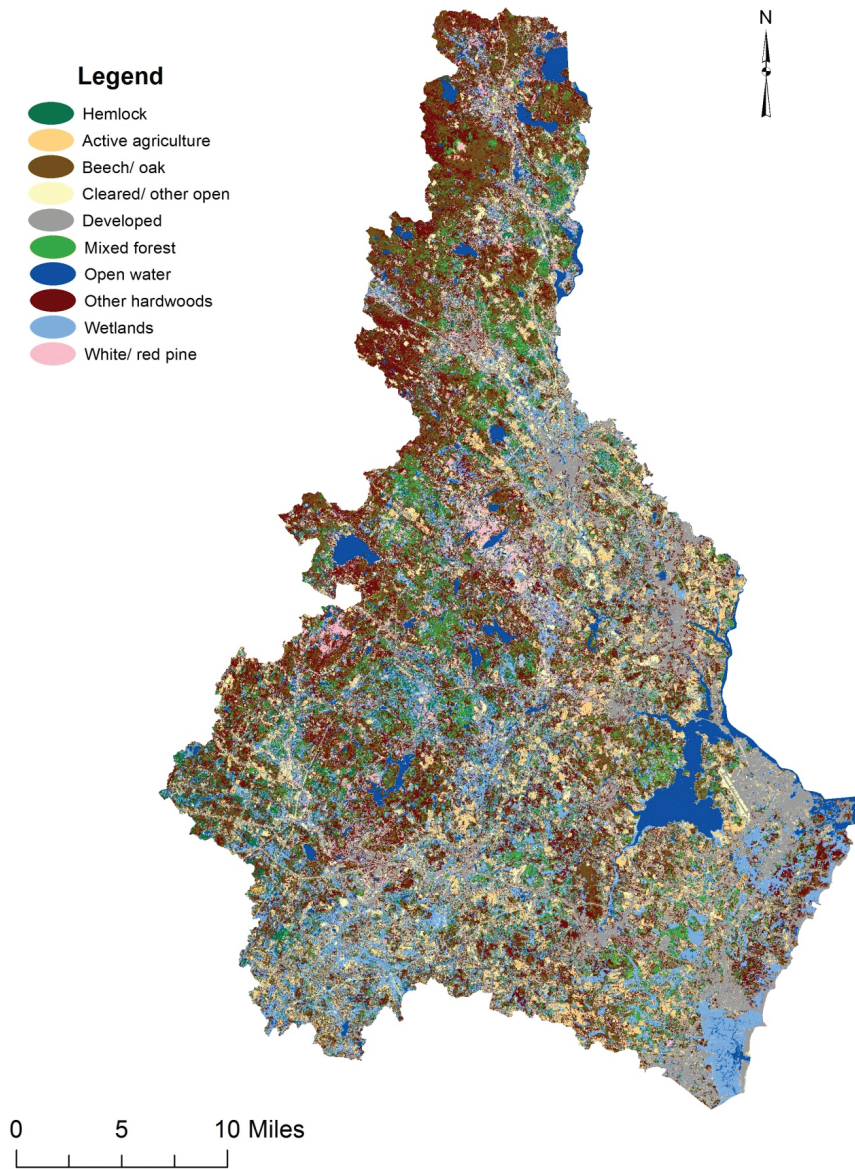 N
Legend
Hemlock
Active agriculture
Beech/ oak
Cleared/ other open
Developed
Mixed forest
Open water
Other hardwoods
Wetlands
White/ red pine
0 5 10 Miles